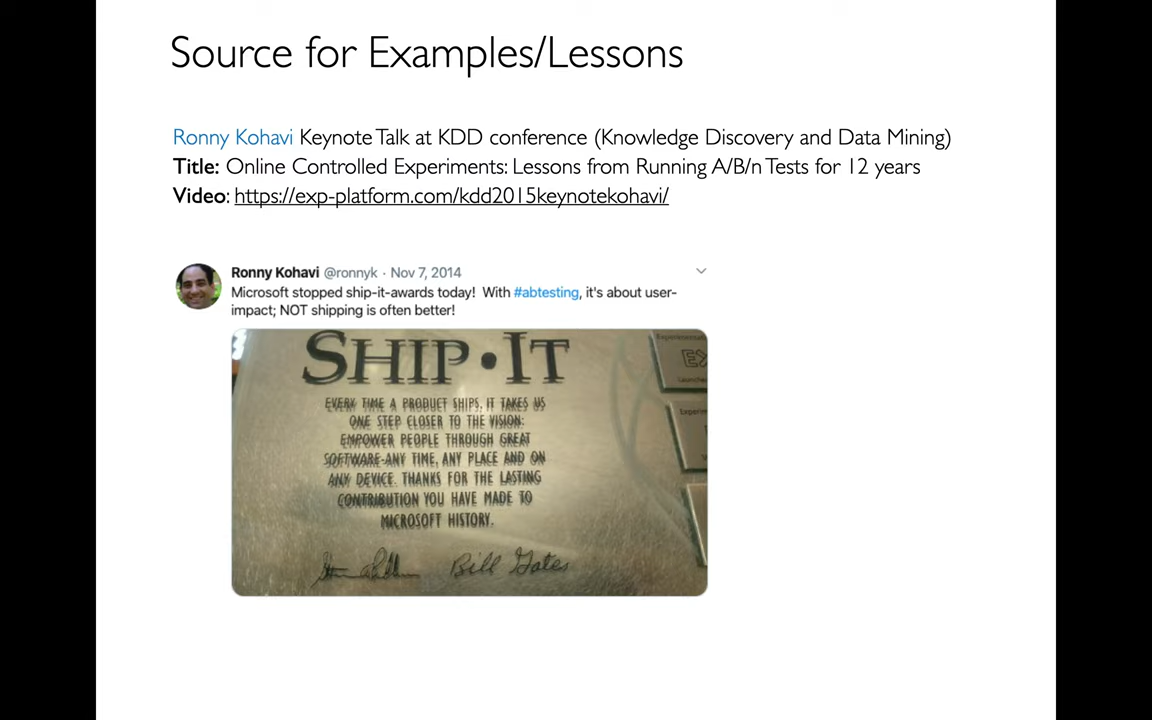 Source for Examples/Lessons
Ronny Kohavi Keynote Talk at KDD conference (Knowledge Discovery and Data Mining)
Title: Online Controlled Experiments: Lessons from Running A/B/n Tests for 12 years
Video: https://exp-platform.com/kdd2015keynotekohavi/
Ronny Kohavi @ronnyk · Nov 7, 2014
Microsoft stopped ship-it-awards today! With #abtesting, it's about user-
impact; NOT shipping is often better!
SHIP•IT
EVERY TIME A PRODUCT SHIPS, IT TAKES US
ONE STEP CLOSER TO THE VISION:
EMPOWER PEOPLE THROUGH GREAT
SOFTWARE-ANY TIME, ANY PLACE AND ON
ANY DEVICE. THANKS FOR THE LASTING
CONTRIBUTION YOU HAVE MADE TO
MICROSOFT HISTORY.
Bill Gates